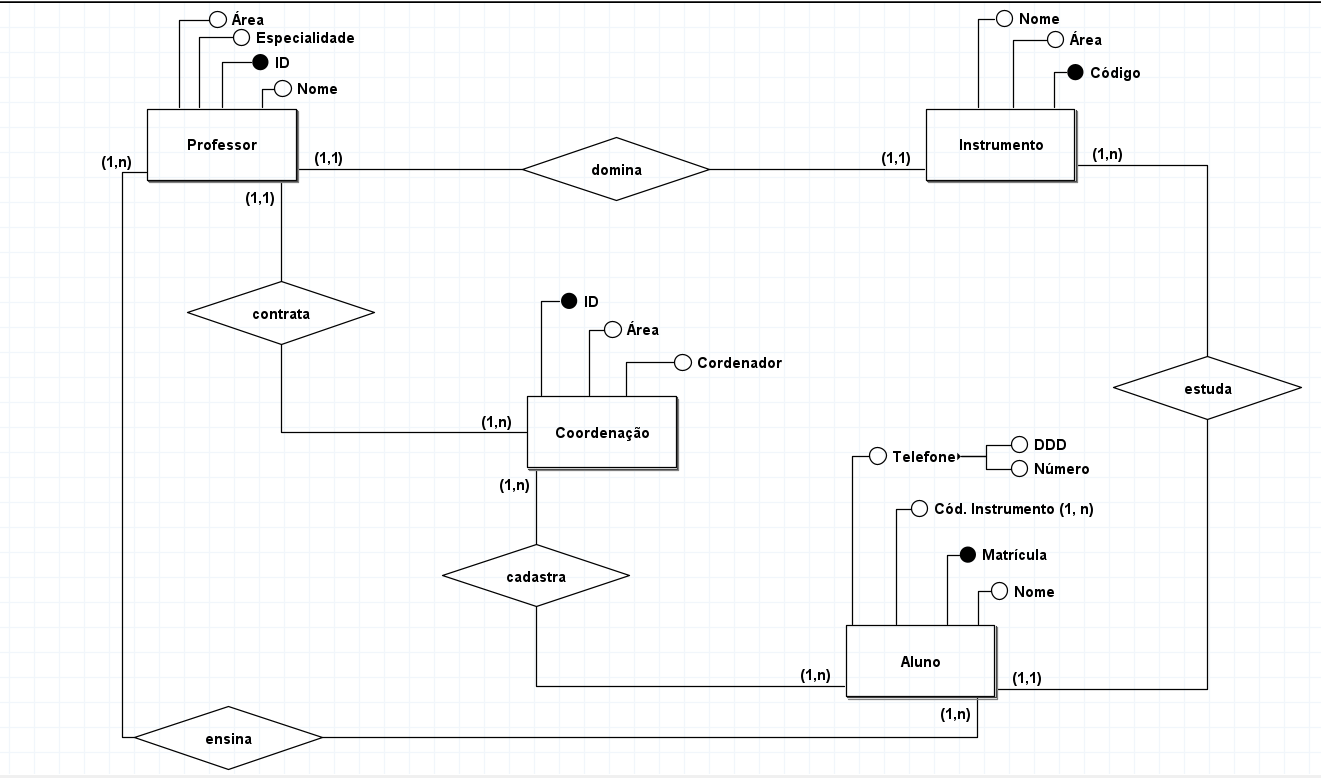 Área
Especialidade
ID
Nome
Professor
(1,n)
(1,1)
(1,1)
domina
(1,1)
Nome
Área
Código
Instrumento
(1,n)
contrata
ID
Área
Cordenador
(1,n)
Coordenação
(1,n)
estuda
Telefone
DDD
Número
Cód. Instrumento (1, n)
Matrícula
Nome
cadastra
Aluno
(1,n)
(1,1)
(1,n)
ensina